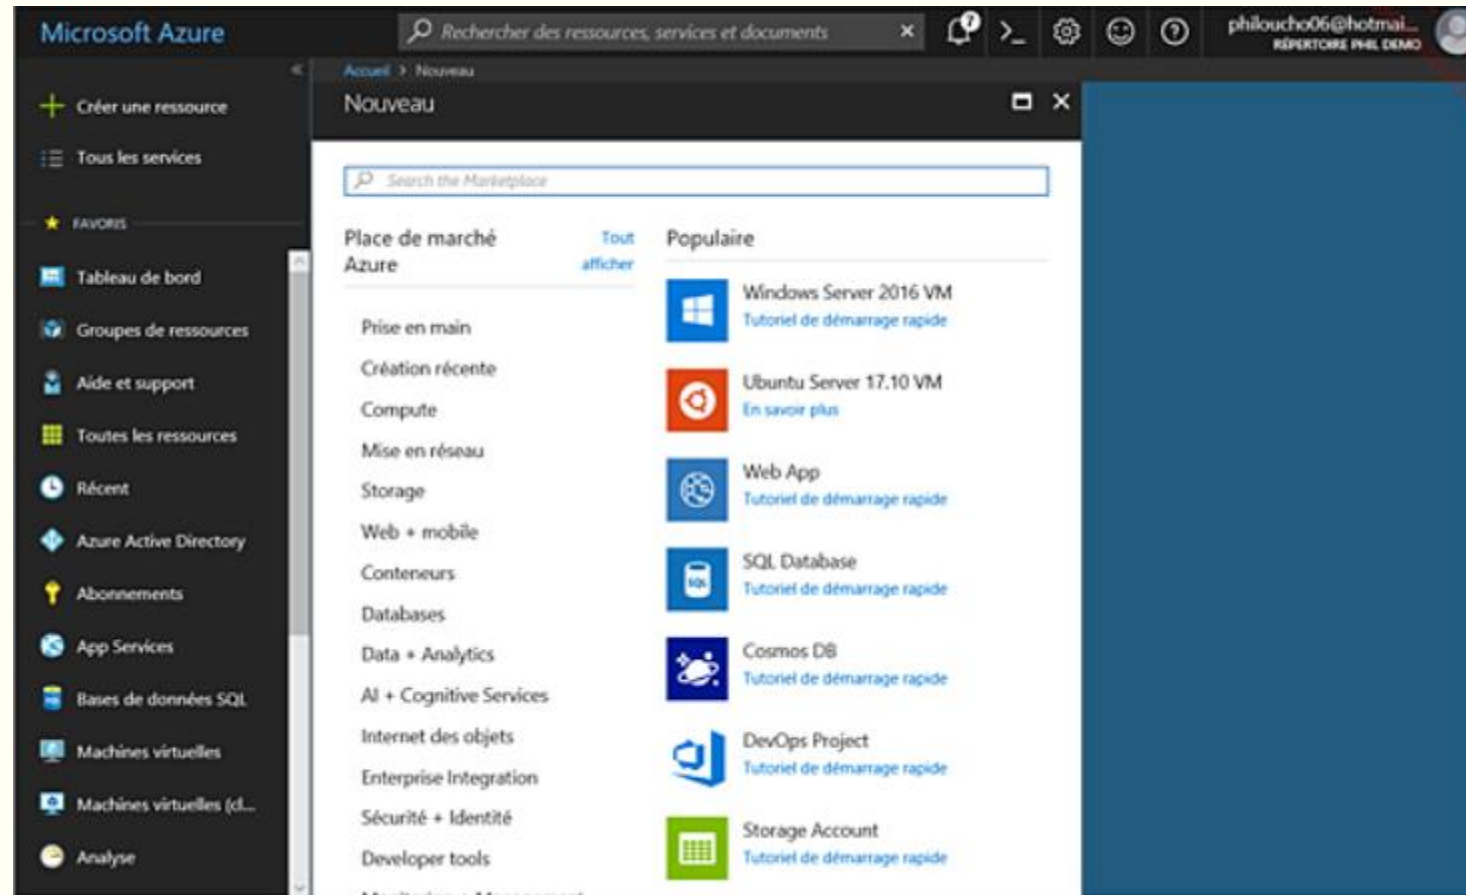 Microsoft Azure
Rechercher des ressources, services et documents
7
philoucho06@hotmai...
RÉPERTOIRE PHIL DEMO
Créer une ressource
Tous les services
FAVORIS
Tableau de bord
Groupes de ressources
Aide et support
Toutes les ressources
Récent
Azure Active Directory
Abonnements
App Services
Bases de données SQL
Machines virtuelles
Machines virtuelles (cl...
Analyse
Accueil > Nouveau
Nouveau
Search the Marketplace
Place de marché
Azure
Tout
afficher
Prise en main
Création récente
Compute
Mise en réseau
Storage
Web + mobile
Conteneurs
Databases
Data + Analytics
AI + Cognitive Services
Internet des objets
Enterprise Integration
Sécurité + Identité
Developer tools
Monitoring + Management
Populaire
Windows Server 2016 VM
Tutoriel de démarrage rapide
Ubuntu Server 17.10 VM
En savoir plus
Web App
Tutoriel de démarrage rapide
SQL
SQL Database
Tutoriel de démarrage rapide
Cosmos DB
Tutoriel de démarrage rapide
DevOps Project
Tutoriel de démarrage rapide
Storage Account
Tutoriel de démarrage rapide